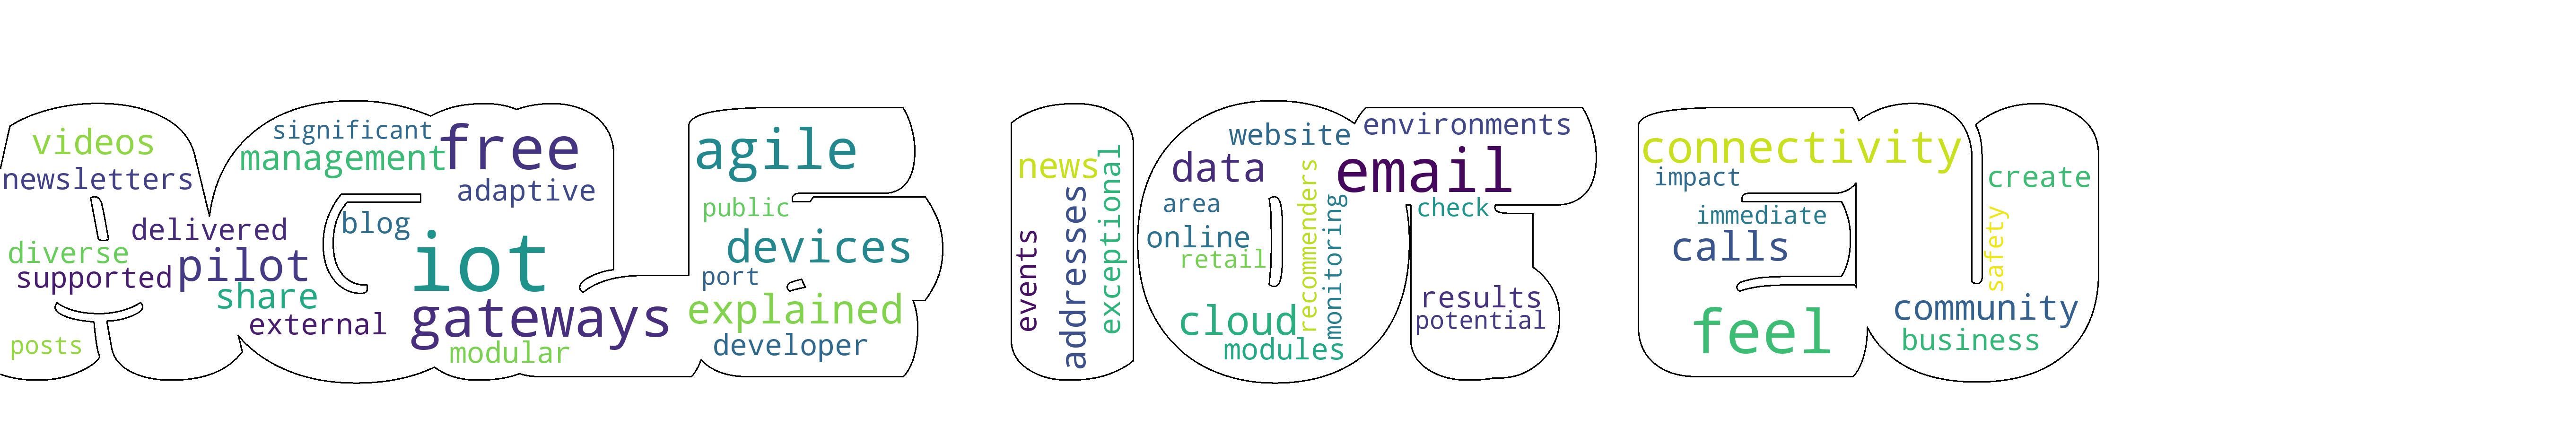 videos
newsletters
delivered
diverse
pilot
supported
share
external
posts
significant
management
free
adaptive
blog
iot
gateways
modular
agile
public
devices
port
explained
developer
news
events
addresses
exceptional
website
environments
data
email
area
online
retail
recommenders
monitoring
check
cloud
modules
results
potential
connectivity
impact
immediate
calls
feel
create
safety
community
business